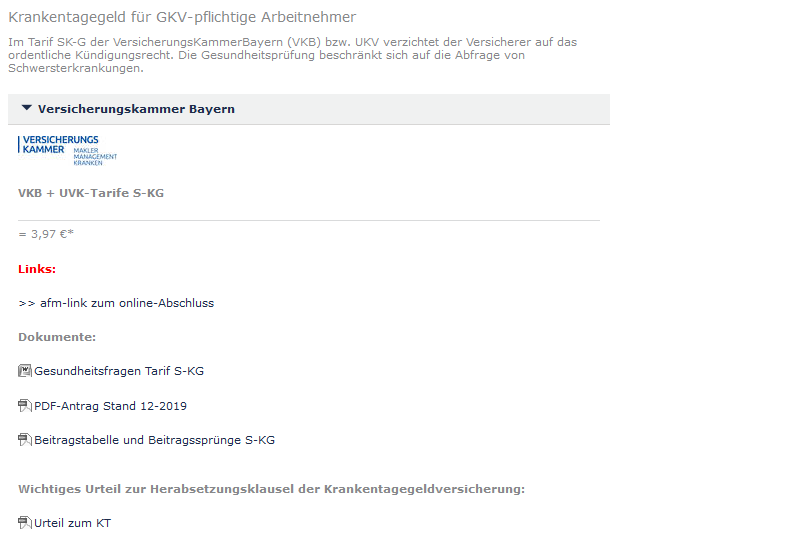 Krankentagegeld für GKV-pflichtige Arbeitnehmer
Im Tarif SK-G der VersicherungsKammerBayern (VKB) bzw. UKV verzichtet der Versicherer auf das
ordentliche Kündigungsrecht. Die Gesundheitsprüfung beschränkt sich auf die Abfrage von
Schwersterkrankungen.
Versicherungskammer Bayern
VERSICHERUNGS
KAMMER
MAKLER
MANAGEMENT
KRANKEN
VKB + UVK-Tarife S-KG
= 3,97 €*
Links:
>> afm-link zum online-Abschluss
Dokumente:
Gesundheitsfragen Tarif S-KG
PDF-Antrag Stand 12-2019
Beitragstabelle und Beitragssprünge S-KG
Wichtiges Urteil zur Herabsetzungsklausel der Krankentagegeldversicherung:
Urteil zum KT